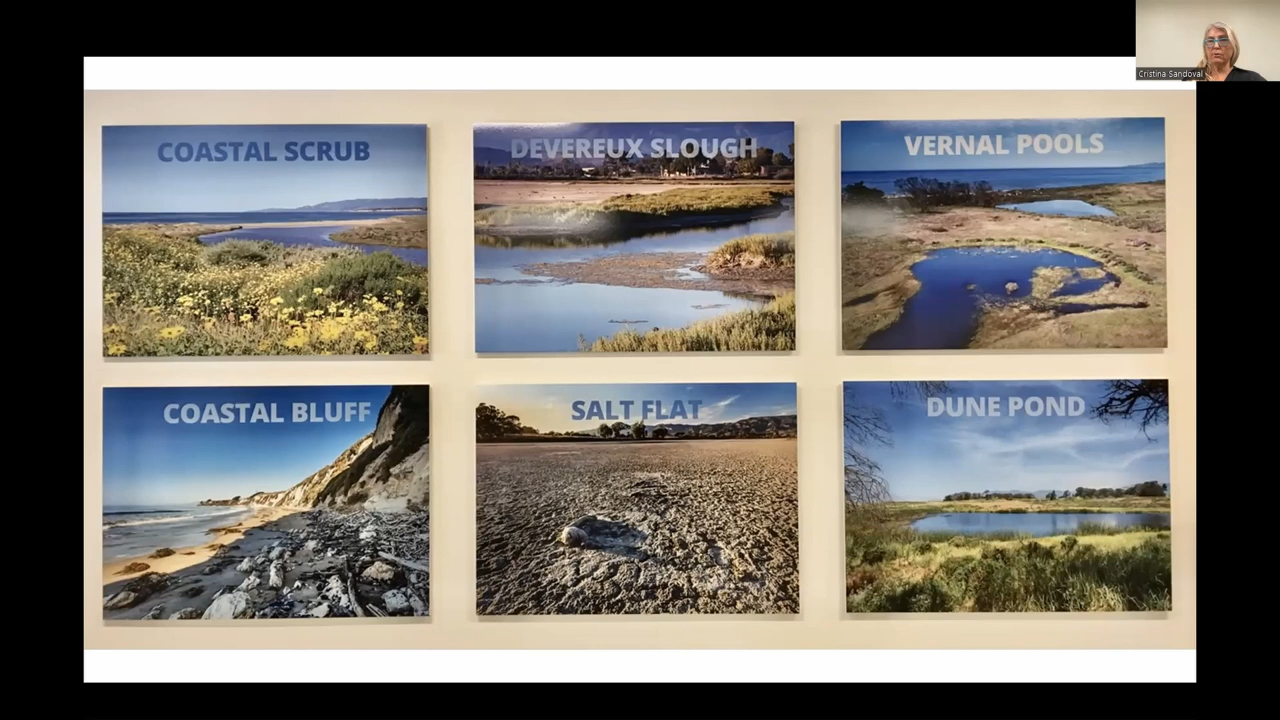 Cristina Sandoval
COASTAL SCRUB
DEVEREUX SLOUGH
VERNAL POOLS
COASTAL BLUFF
SALT FLAT
DUNE POND